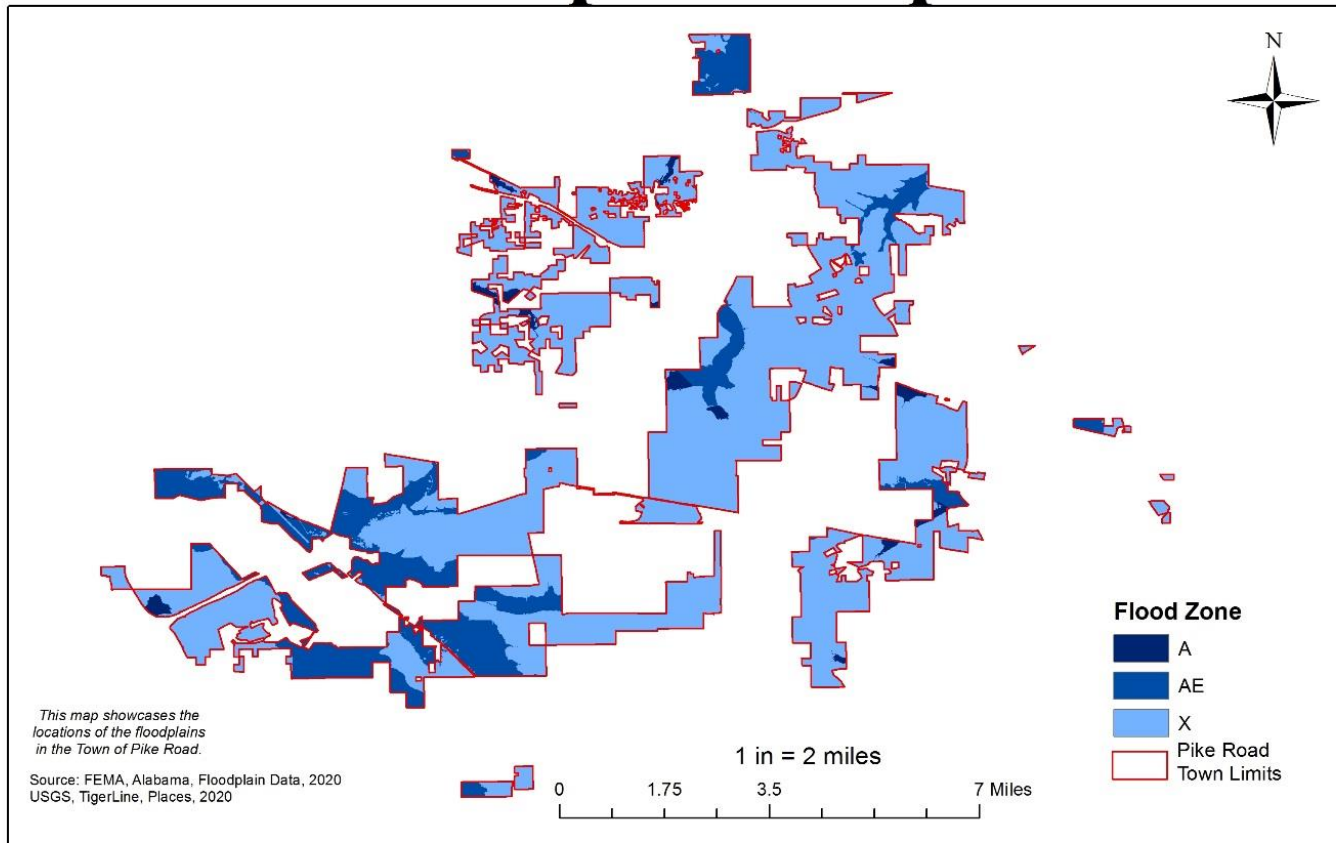 N
Flood Zone
A
AE
X
Pike Road
Town Limits
This map showcases the
locations of the floodplains
in the Town of Pike Road.
Source: FEMA, Alabama, Floodplain Data, 2020
USGS, TigerLine, Places, 2020
1 in = 2 miles
0 1.75 3.5 7 Miles